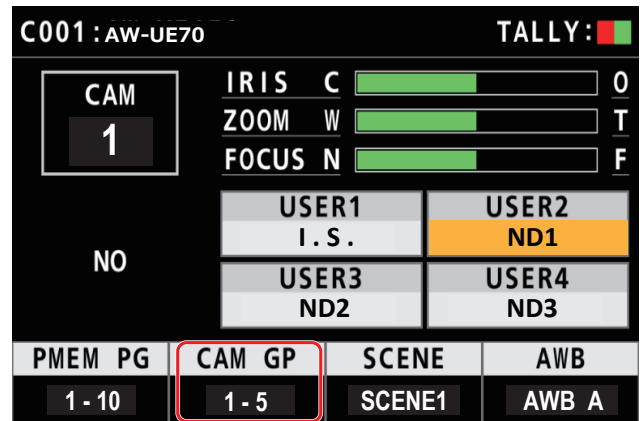 C001:AW-UE70 TALLY:
CAM
1
IRIS C O
ZOOM W T
FOCUS N F
NO
USER1 USER2
I.S. ND1
USER3 USER4
ND2 ND3
PMEM PG CAM GP SCENE AWB
1 - 10 1 - 5 SCENE1 AWB A